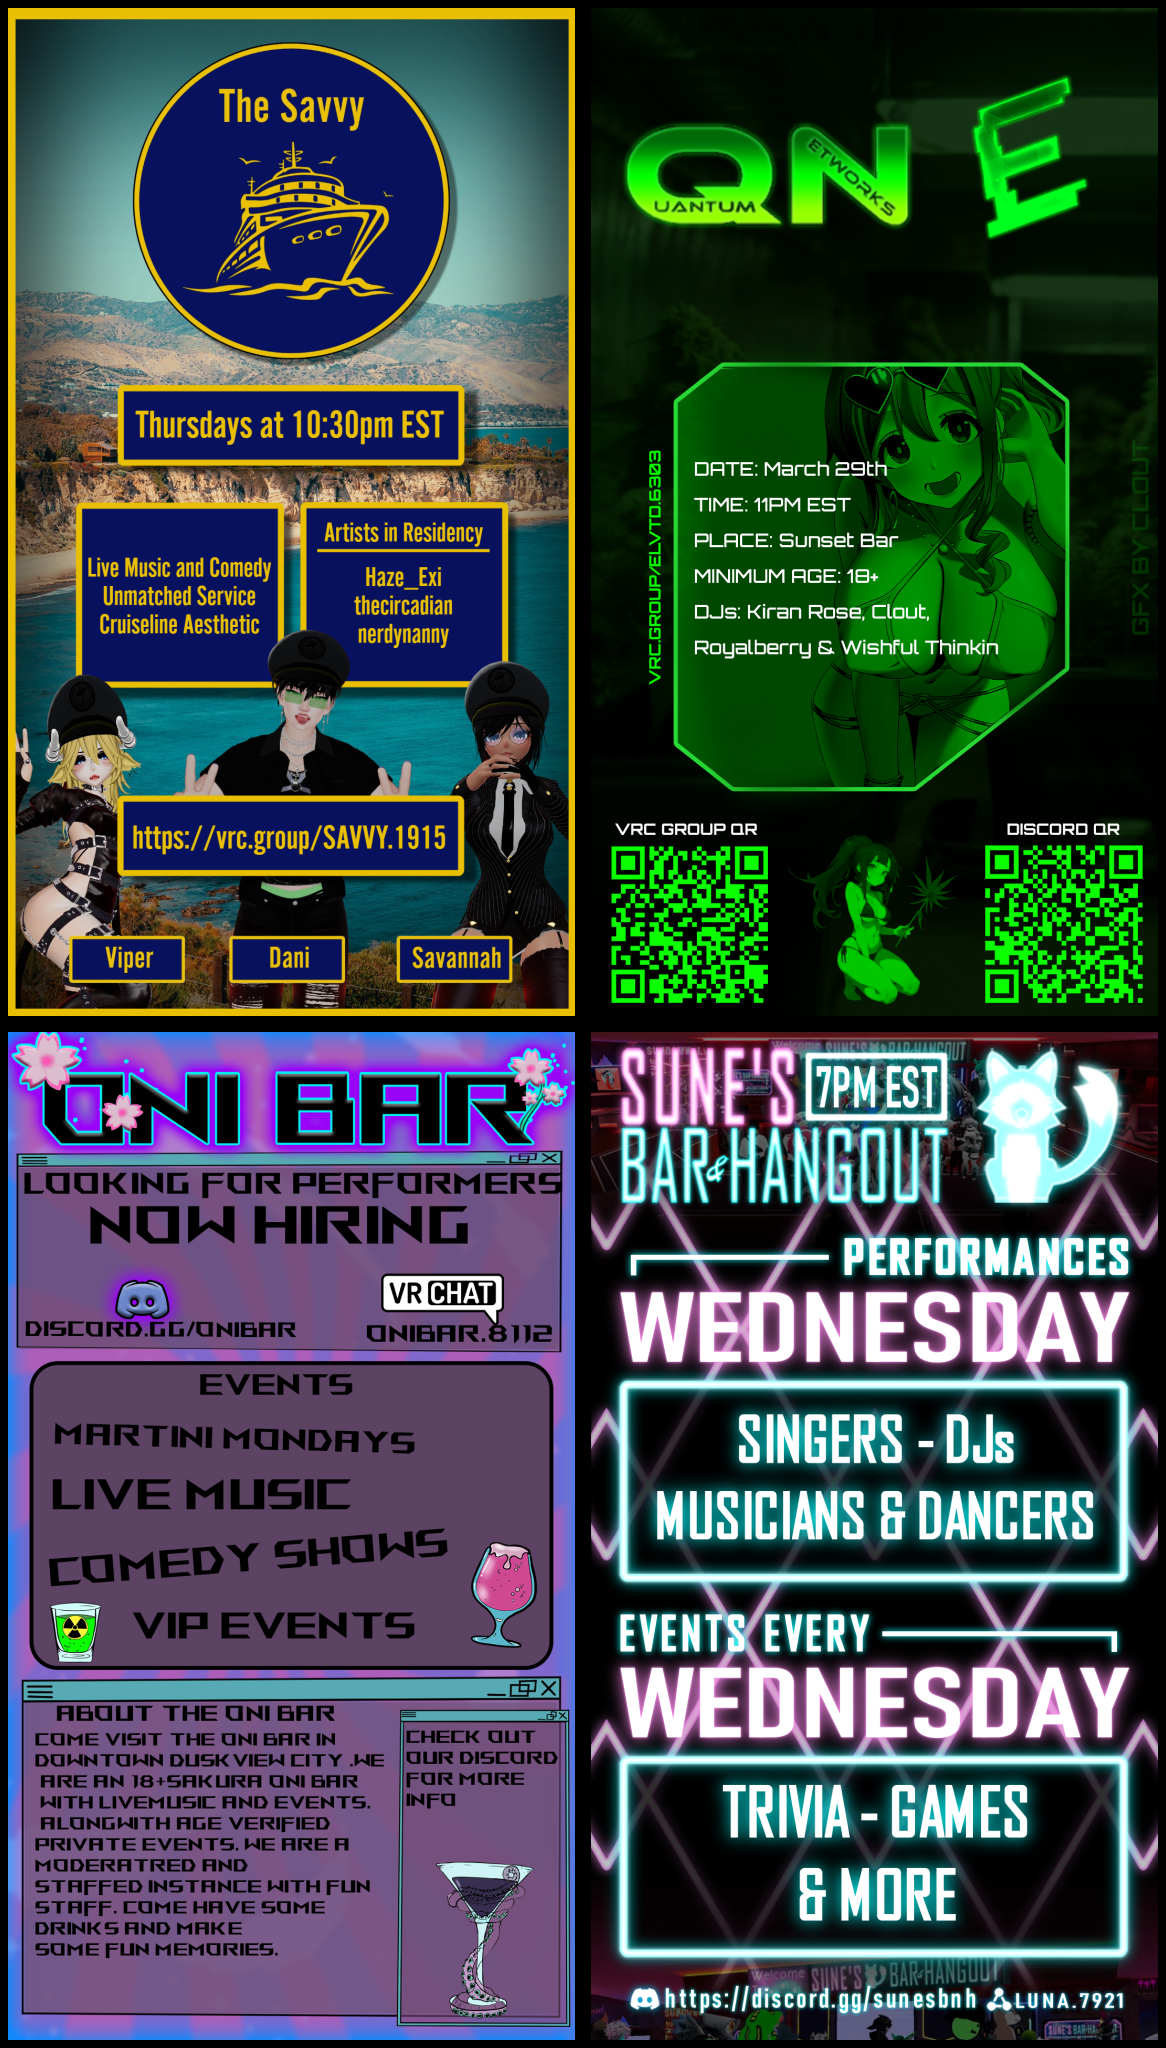 The Savvy
Thursdays at 10:30pm EST
Live Music and Comedy
Unmatched Service
Cruiseline Aesthetic
Artists in Residency
Haze_Exi
thecircadian
nerdynanny
https://vrc.group/SAVVY.1915
Viper
Dani
Savannah
QUANTUM NETWORKS E
VRC.GROUP/ELVTD.6303
DATE: March 29th
TIME: 11PM EST
PLACE: Sunset Bar
MINIMUM AGE: 18+
DJs: Kiran Rose, Clout,
Royalberry & Wishful Thinkin
GFX BY CLOUT
VRC GROUP QR
DISCORD QR
ONI BAR
LOOKING FOR PERFORMERS
NOW HIRING
DISCORD.GG/ONIBAR
VR CHAT
ONIBAR.8112
EVENTS
MARTINI MONDAYS
LIVE MUSIC
COMEDY SHOWS
VIP EVENTS
ABOUT THE ONI BAR
COME VISIT THE ONI BAR IN
DOWNTOWN DUSKVIEW CITY .WE
ARE AN 18+SAKURA ONI BAR
WITH LIVEMUSIC AND EVENTS.
ALONGWITH AGE VERIFIED
PRIVATE EVENTS. WE ARE A
MODERATRED AND
STAFFED INSTANCE WITH FUN
STAFF. COME HAVE SOME
DRINKS AND MAKE
SOME FUN MEMORIES.
CHECK OUT
OUR DISCORD
FOR MORE
INFO
SUNE'S
7PM EST
BAR & HANGOUT
PERFORMANCES
WEDNESDAY
SINGERS - DJs
MUSICIANS & DANCERS
EVENTS EVERY
WEDNESDAY
TRIVIA - GAMES
& MORE
Welcome SUNE'S BAR&HANGOUT
https://discord.gg/sunesbnh
LUNA.7921